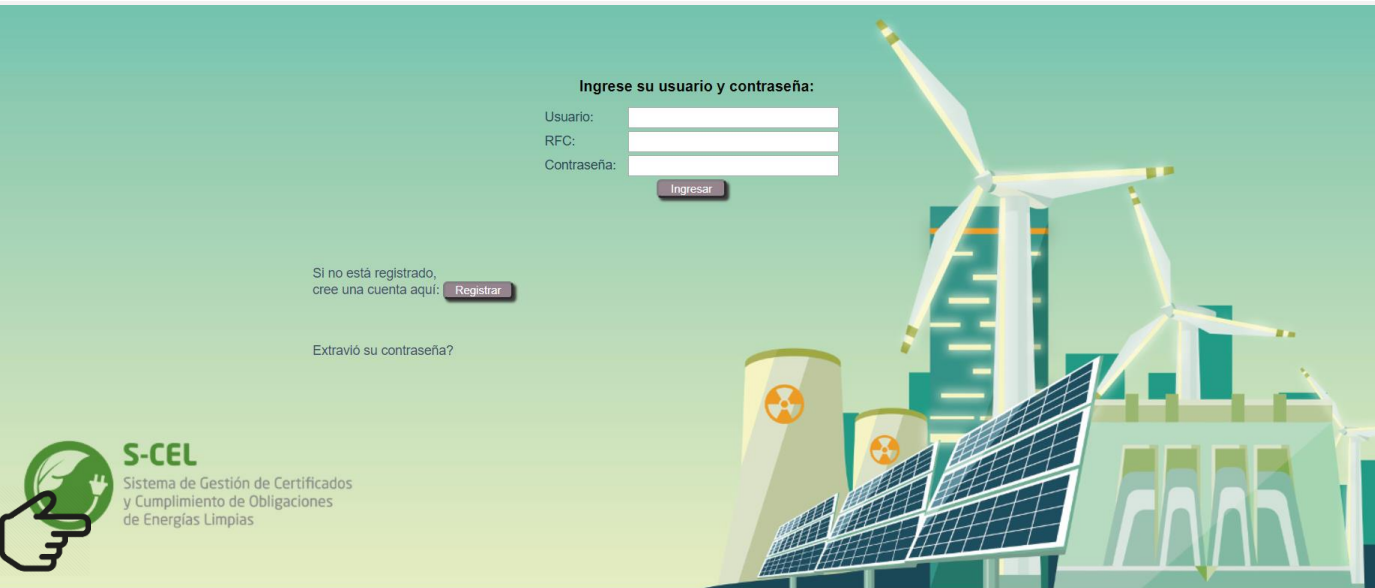 Ingrese su usuario y contraseña:
Usuario:
RFC:
Contraseña:
Ingresar
Si no está registrado,
cree una cuenta aquí: Registrar
Extravió su contraseña?
S-CEL
Sistema de Gestión de Certificados
y Cumplimiento de Obligaciones
de Energías Limpias